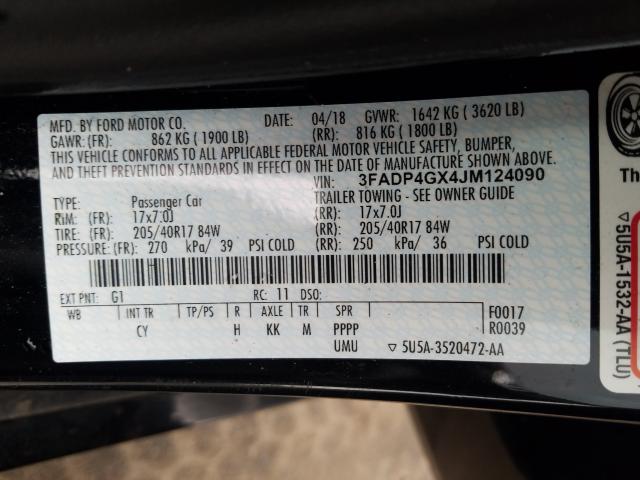 MFD. BY FORD MOTOR CO.
DATE: 04/18 GVWR: 1642 KG ( 3620 LB)
GAWR: (FR): 862 KG ( 1900 LB) (RR): 816 KG ( 1800 LB)
THIS VEHICLE CONFORMS TO ALL APPLICABLE FEDERAL MOTOR VEHICLE SAFETY, BUMPER,
AND THEFT PREVENTION STANDARDS IN EFFECT ON THE DATE OF MANUFACTURE SHOWN ABOVE.
VIN: 3FADP4GX4JM124090
TYPE: Passenger Car TRAILER TOWING - SEE OWNER GUIDE
RIM: (FR): 17x7.0J (RR): 17x7.0J
TIRE: (FR): 205/40R17 84W (RR): 205/40R17 84W
PRESSURE: (FR): 270 kPa/ 39 PSI COLD (RR): 250 kPa/ 36 PSI COLD
EXT PNT: G1 RC: 11 DSO:
WB INT TR TP/PS R AXLE TR SPR F0017
CY H KK M PPPP R0039
UMU ▽ 5U5A-3520472-AA
▽ 5U5A-1532-AA (TLU)